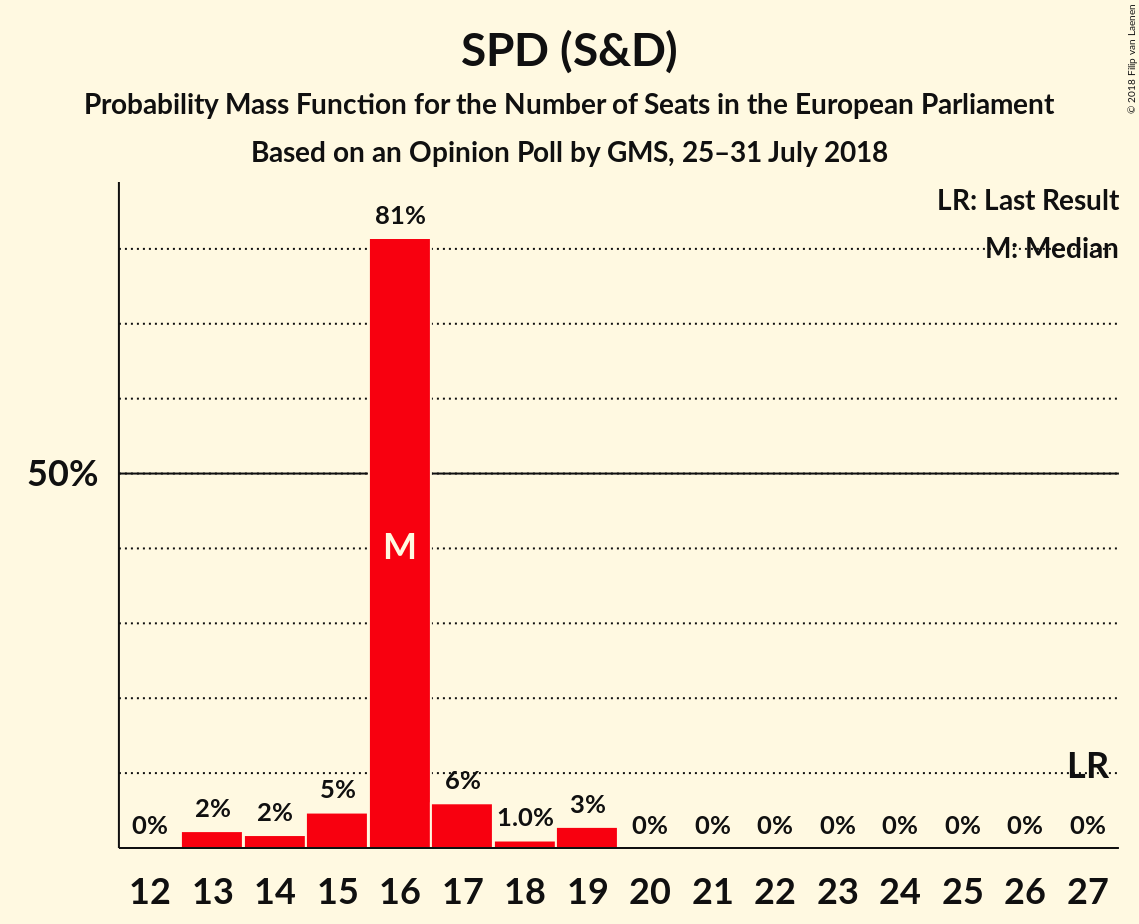 SPD (S&D)
Probability Mass Function for the Number of Seats in the European Parliament
Based on an Opinion Poll by GMS, 25–31 July 2018
© 2018 Filip van Laenen
LR: Last Result
M: Median
81%
50%
M
LR
0% 2% 2% 5% 6% 1.0% 3% 0% 0% 0% 0% 0% 0% 0% 0%
12 13 14 15 16 17 18 19 20 21 22 23 24 25 26 27